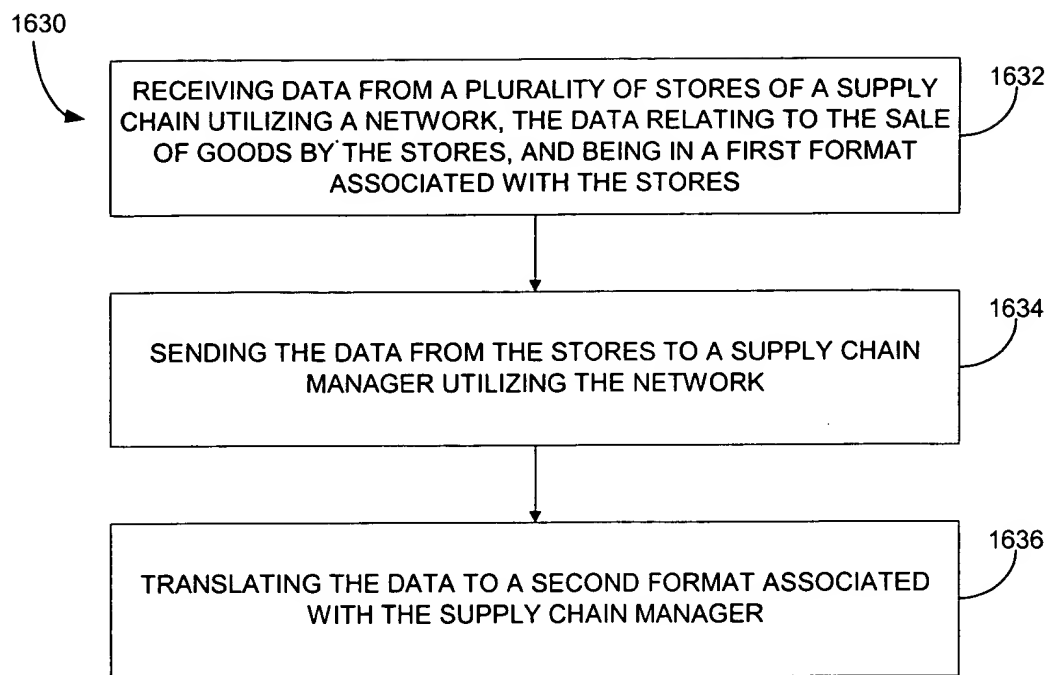 1630
RECEIVING DATA FROM A PLURALITY OF STORES OF A SUPPLY
CHAIN UTILIZING A NETWORK, THE DATA RELATING TO THE SALE
OF GOODS BY THE STORES, AND BEING IN A FIRST FORMAT
ASSOCIATED WITH THE STORES
1632
SENDING THE DATA FROM THE STORES TO A SUPPLY CHAIN
MANAGER UTILIZING THE NETWORK
1634
TRANSLATING THE DATA TO A SECOND FORMAT ASSOCIATED
WITH THE SUPPLY CHAIN MANAGER
1636